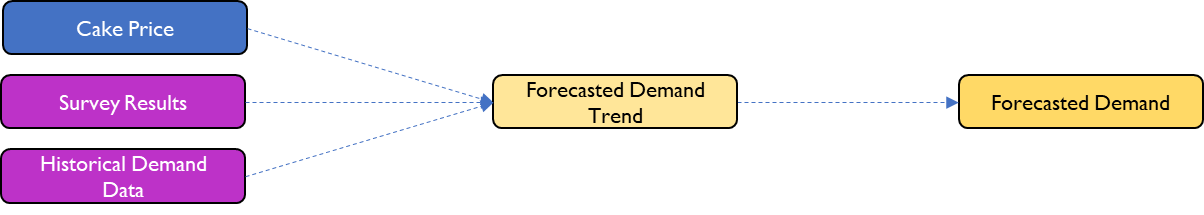 Cake Price
Survey Results
Historical Demand
Data
Forecasted Demand
Trend
Forecasted Demand